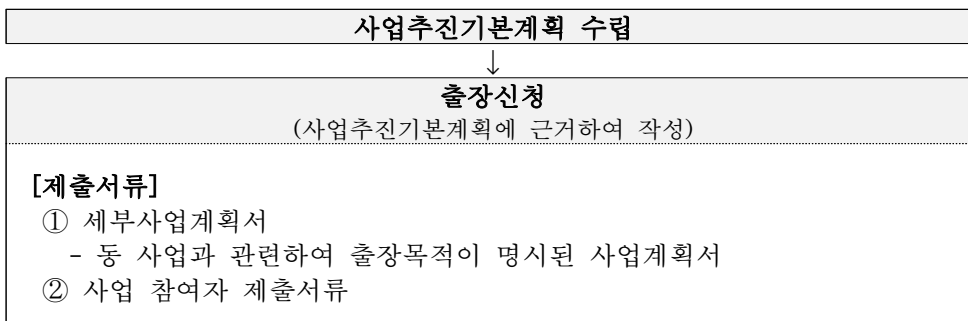 사업추진기본계획 수립
↓
출장신청
(사업추진기본계획에 근거하여 작성)
[제출서류]
① 세부사업계획서
- 동 사업과 관련하여 출장목적이 명시된 사업계획서
② 사업 참여자 제출서류